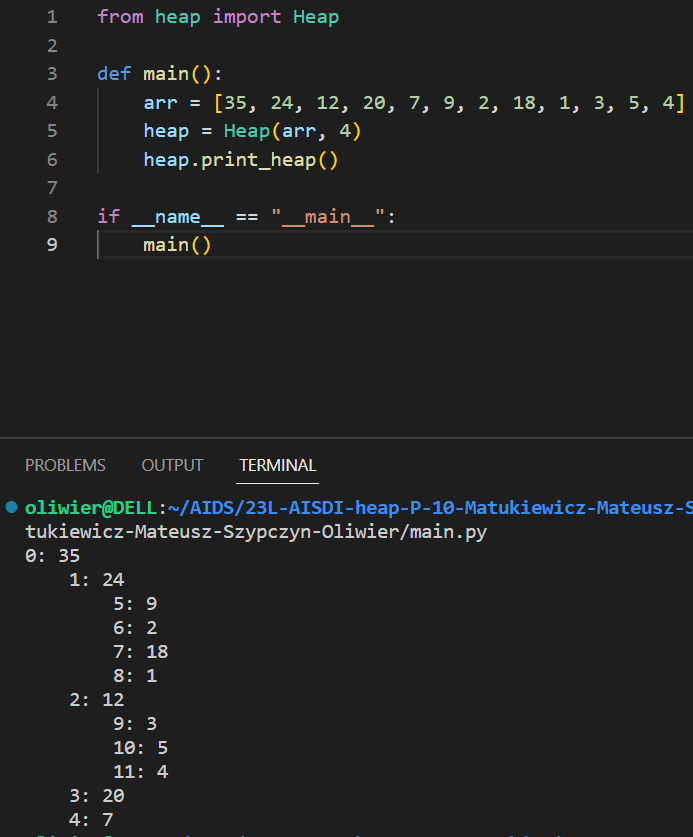 1 from heap import Heap
2
3 def main():
4 arr = [35, 24, 12, 20, 7, 9, 2, 18, 1, 3, 5, 4]
5 heap = Heap(arr, 4)
6 heap.print_heap()
7
8 if __name__ == "__main__":
9 main()
PROBLEMS OUTPUT TERMINAL
oliwier@DELL:~/AIDS/23L-AISDI-heap-P-10-Matukiewicz-Mateusz-S
tukiewicz-Mateusz-Szypczyn-Oliwier/main.py
0: 35
1: 24
5: 9
6: 2
7: 18
8: 1
2: 12
9: 3
10: 5
11: 4
3: 20
4: 7